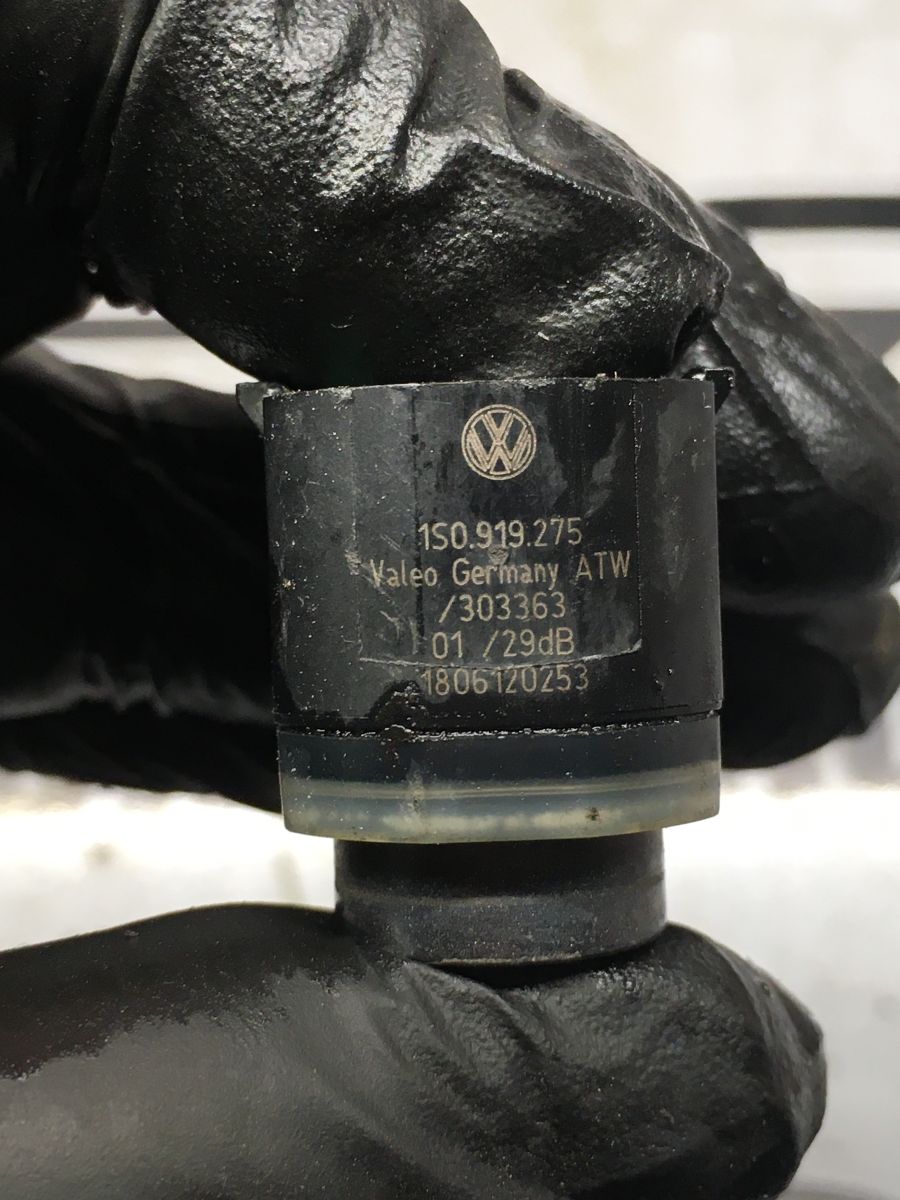 1S0.919.275
Valeo Germany ATW
/303363
01 /29dB
1806120253